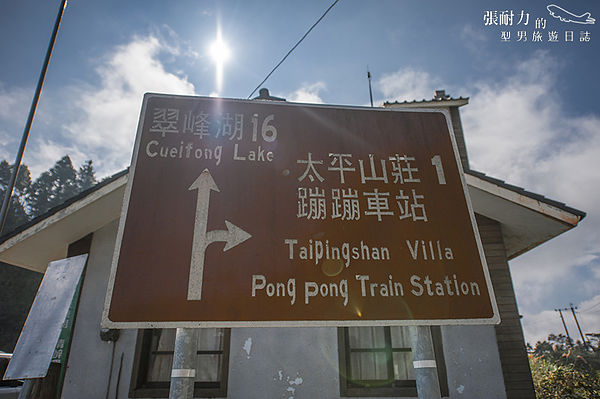 張耐力的
型男旅遊日誌
翠峰湖 16
Cueifong Lake
太平山莊 1
蹦蹦車站
Taipingshan Villa
Pong pong Train Station